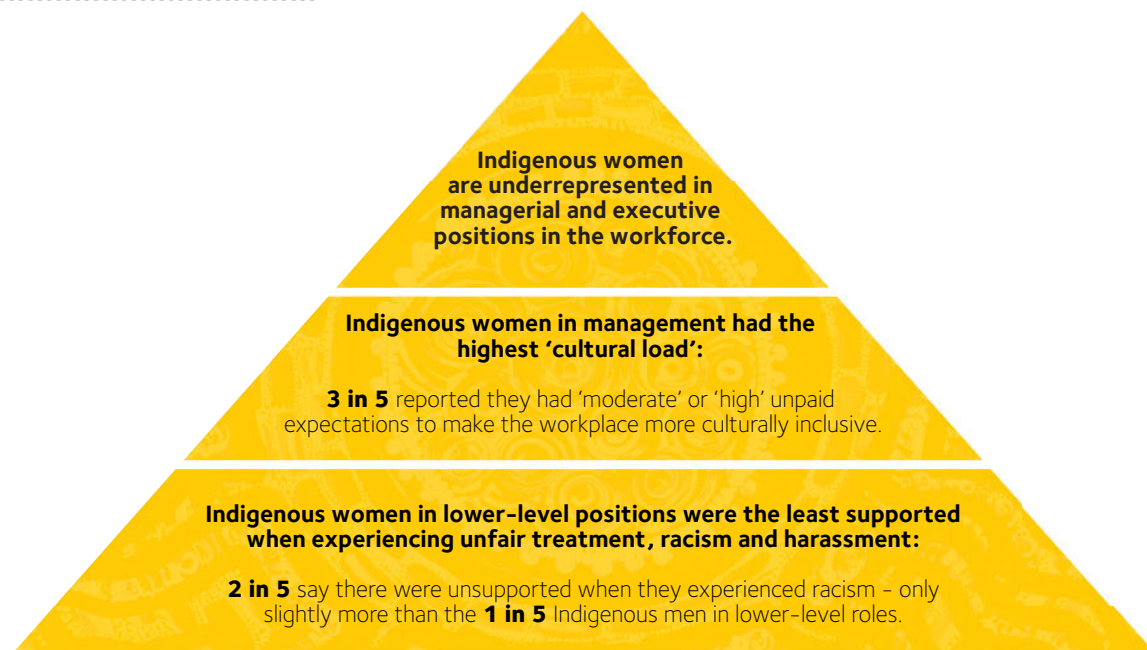 Indigenous women
are underrepresented in
managerial and executive
positions in the workforce.
Indigenous women in management had the
highest ‘cultural load’:
3 in 5 reported they had ‘moderate’ or ‘high’ unpaid
expectations to make the workplace more culturally inclusive.
Indigenous women in lower-level positions were the least supported
when experiencing unfair treatment, racism and harassment:
2 in 5 say there were unsupported when they experienced racism – only
slightly more than the 1 in 5 Indigenous men in lower-level roles.